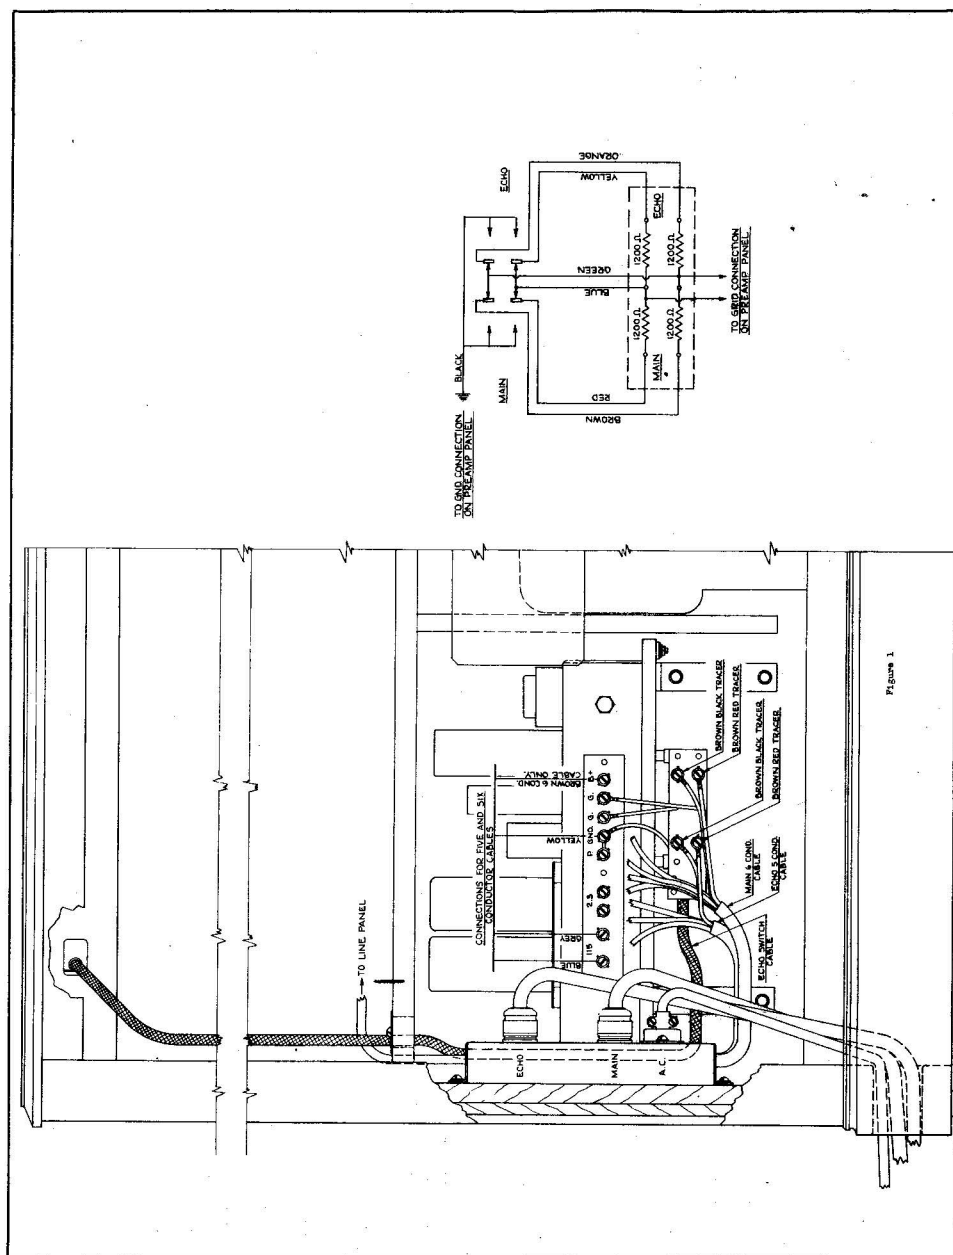 TO GND CONNECTION
ON PREAMP PANEL
BLACK
MAIN
ECHO
BROWN
RED
BLUE
GREEN
YELLOW
ORANGE
MAIN
ECHO
1200 Ω
1200 Ω
1200 Ω
1200 Ω
TO GRID CONNECTION
ON PREAMP PANEL
TO LINE PANEL
CONNECTIONS FOR FIVE AND SIX
CONDUCTOR CABLES
BLUE
GREY
YELLOW
BROWN 6 COND.
CABLE ONLY.
115
2.5
P
GND.
G.
G.
B+
ECHO
MAIN
A.C.
ECHO SWITCH
CABLE
MAIN 6 COND.
CABLE
ECHO 5 COND.
CABLE
BROWN BLACK TRACER
BROWN RED TRACER
BROWN BLACK TRACER
BROWN RED TRACER
Figure 1